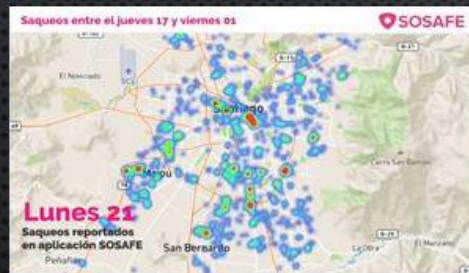 Saqueos entre el jueves 17 y viernes 01
SOSAFE
El Noviciado
SCL
Santiago
Maipú
Cerro San Ramón
Lunes 21
Saqueos reportados
en aplicación SOSAFE
San Bernardo
La Obra
El Manzano
Peñaflor